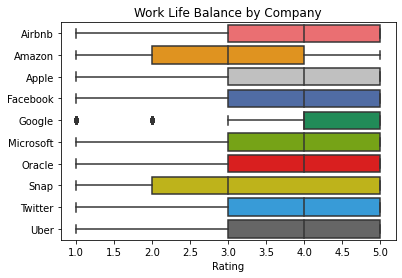 Work Life Balance by Company
Airbnb
Amazon
Apple
Facebook
Google
Microsoft
Oracle
Snap
Twitter
Uber
1.0 1.5 2.0 2.5 3.0 3.5 4.0 4.5 5.0
Rating